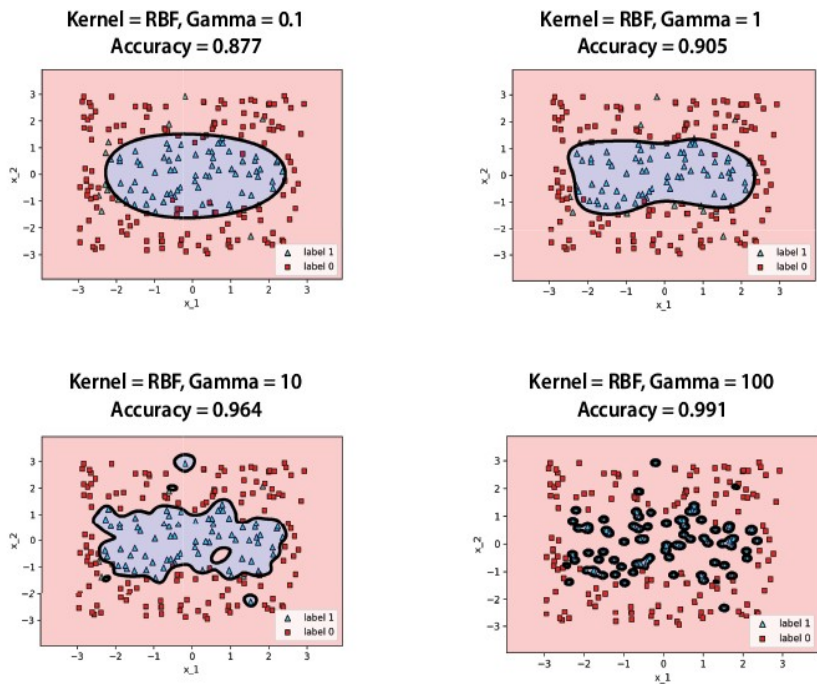 Kernel = RBF, Gamma = 0.1
Accuracy = 0.877
3
2
1
0
−1
−2
−3
x_2
label 1
label 0
−3 −2 −1 0 1 2 3
x_1
Kernel = RBF, Gamma = 1
Accuracy = 0.905
3
2
1
0
−1
−2
−3
x_2
label 1
label 0
−3 −2 −1 0 1 2 3
x_1
Kernel = RBF, Gamma = 10
Accuracy = 0.964
3
2
1
0
−1
−2
−3
x_2
label 1
label 0
−3 −2 −1 0 1 2 3
x_1
Kernel = RBF, Gamma = 100
Accuracy = 0.991
3
2
1
0
−1
−2
−3
x_2
label 1
label 0
−3 −2 −1 0 1 2 3
x_1